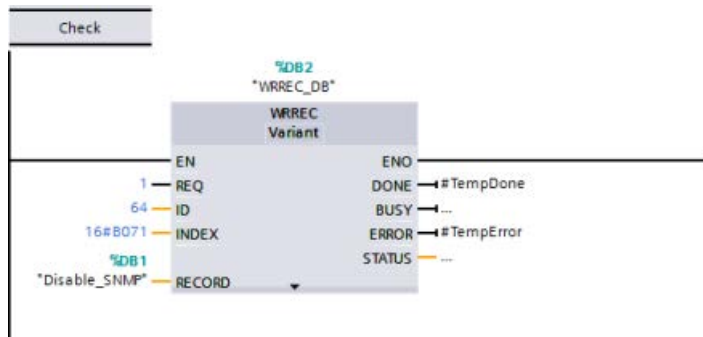 Check
%DB2
"WRREC_DB"
WRREC
Variant
EN ENO
1 REQ DONE #TempDone
64 ID BUSY ...
16#B071 INDEX ERROR #TempError
%DB1 STATUS ...
"Disable_SNMP" RECORD